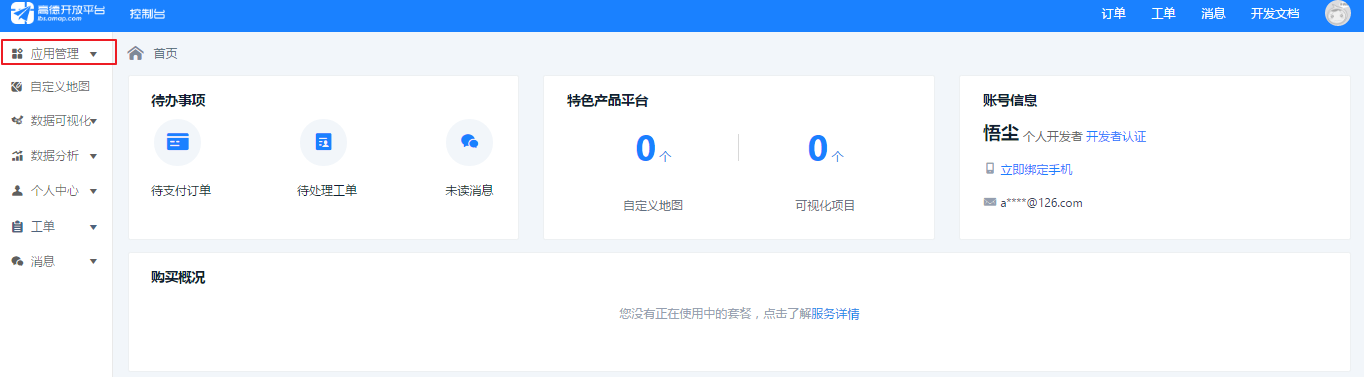 高德开放平台 控制台 订单 工单 消息 开发文档
lbs.amap.com
应用管理
自定义地图
数据可视化
数据分析
个人中心
工单
消息
首页
待办事项
待支付订单 待处理工单 未读消息
特色产品平台
0个 0个
自定义地图 可视化项目
账号信息
悟尘 个人开发者 开发者认证
立即绑定手机
a****@126.com
购买概况
您没有正在使用中的套餐，点击了解服务详情